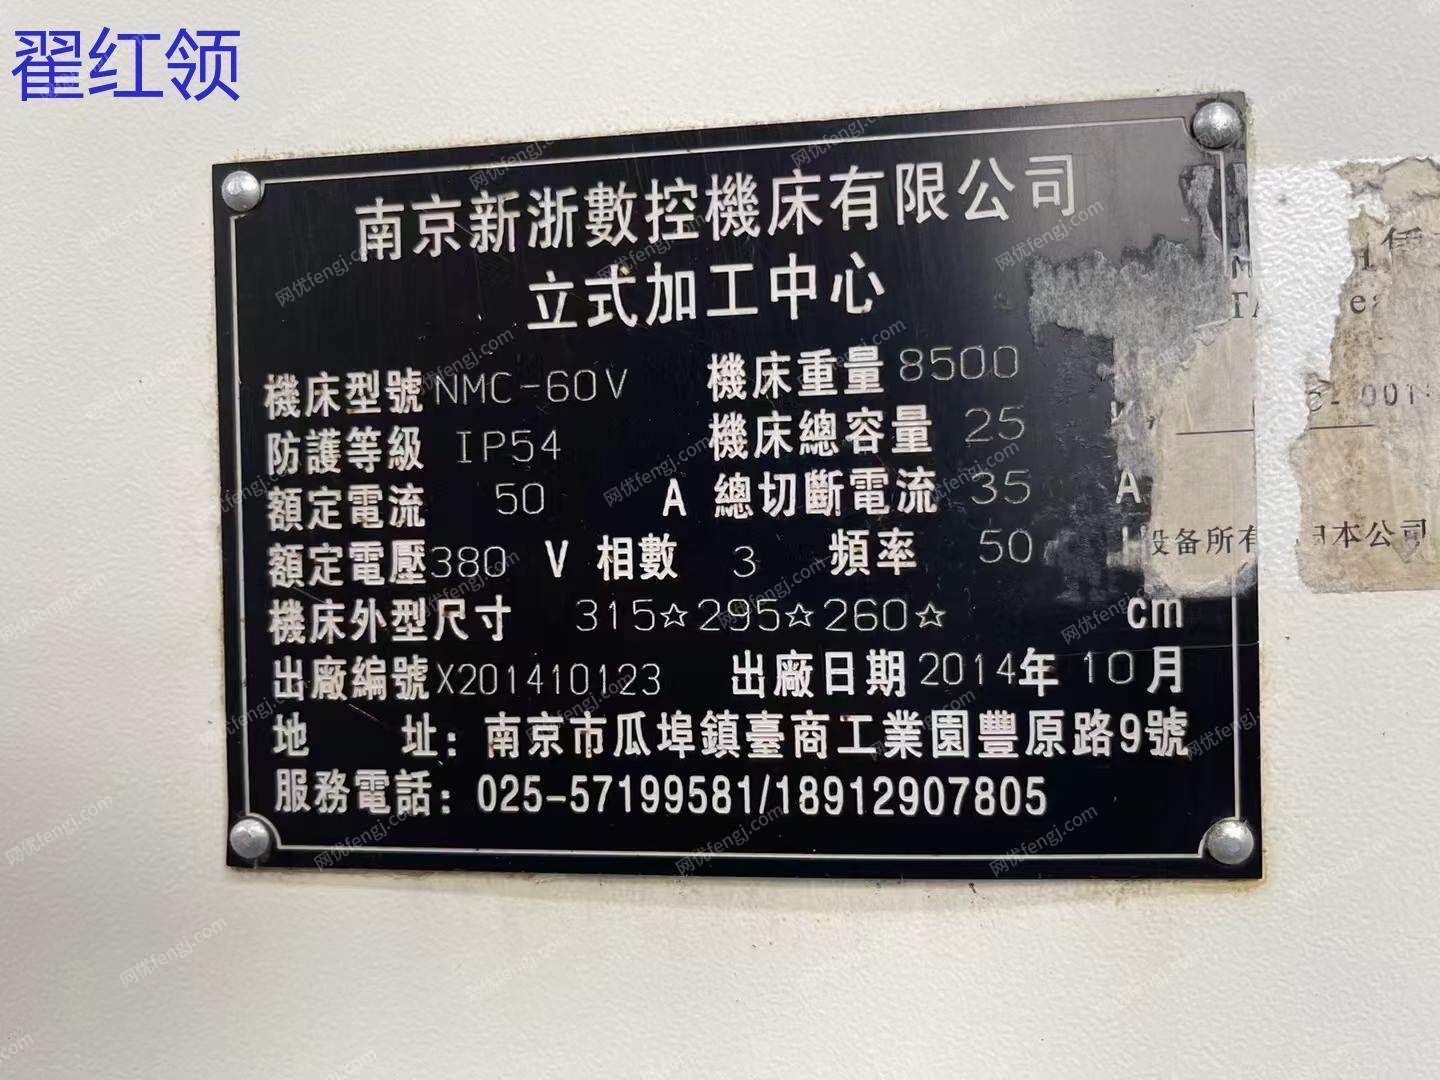 翟红领
南京新浙數控機床有限公司
立式加工中心
機床型號 NMC-60V 機床重量 8500
防護等級 IP54 機床總容量 25 K
額定電流 50 A 總切斷電流 35 A
額定電壓 380 V 相數 3 頻率 50
機床外型尺寸 315☆295☆260☆ cm
出廠編號 X201410123 出廠日期 2014年 10月
地 址: 南京市瓜埠鎮臺商工業園豐原路9號
服務電話: 025-57199581/18912907805
设备所有
日本公司
网优fengj.com